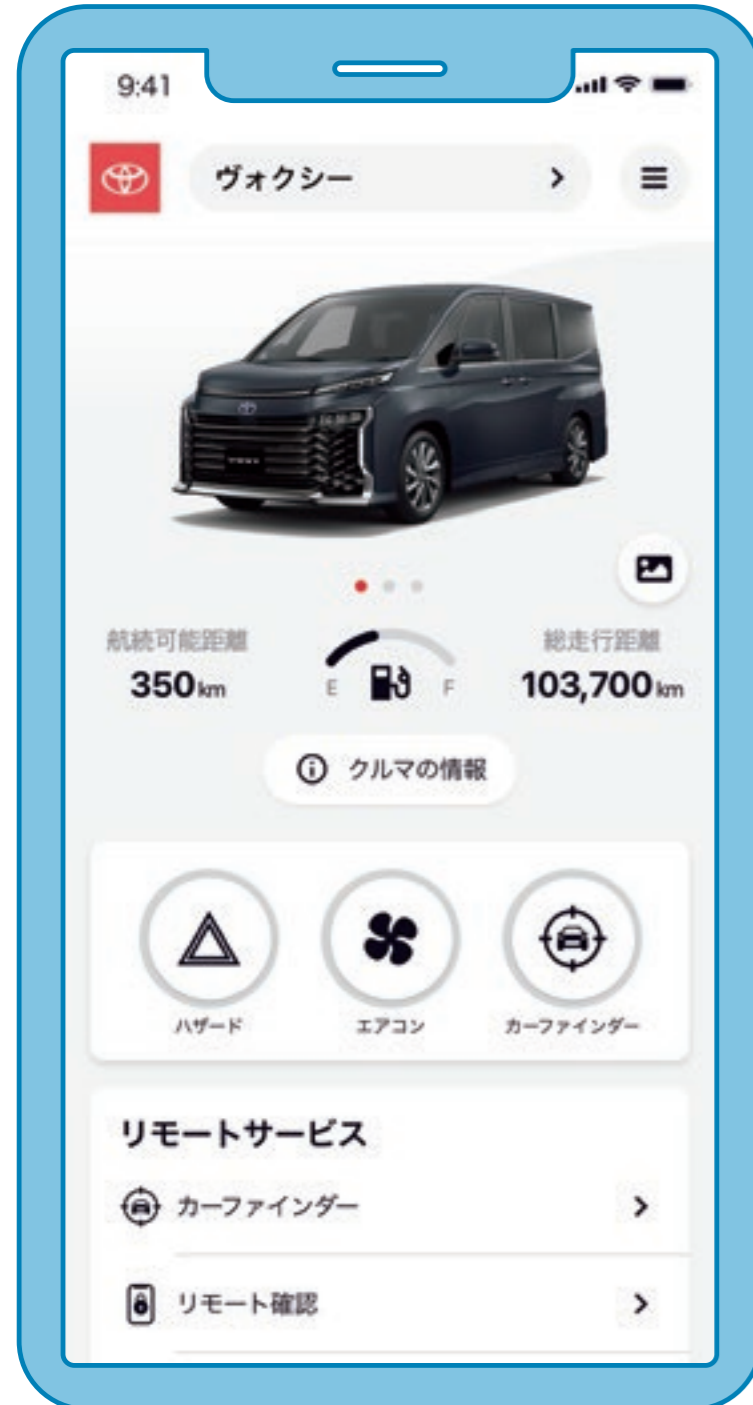 9:41
ヴォクシー
航続可能距離
350km
E F
総走行距離
103,700km
クルマの情報
ハザード
エアコン
カーファインダー
リモートサービス
カーファインダー
リモート確認